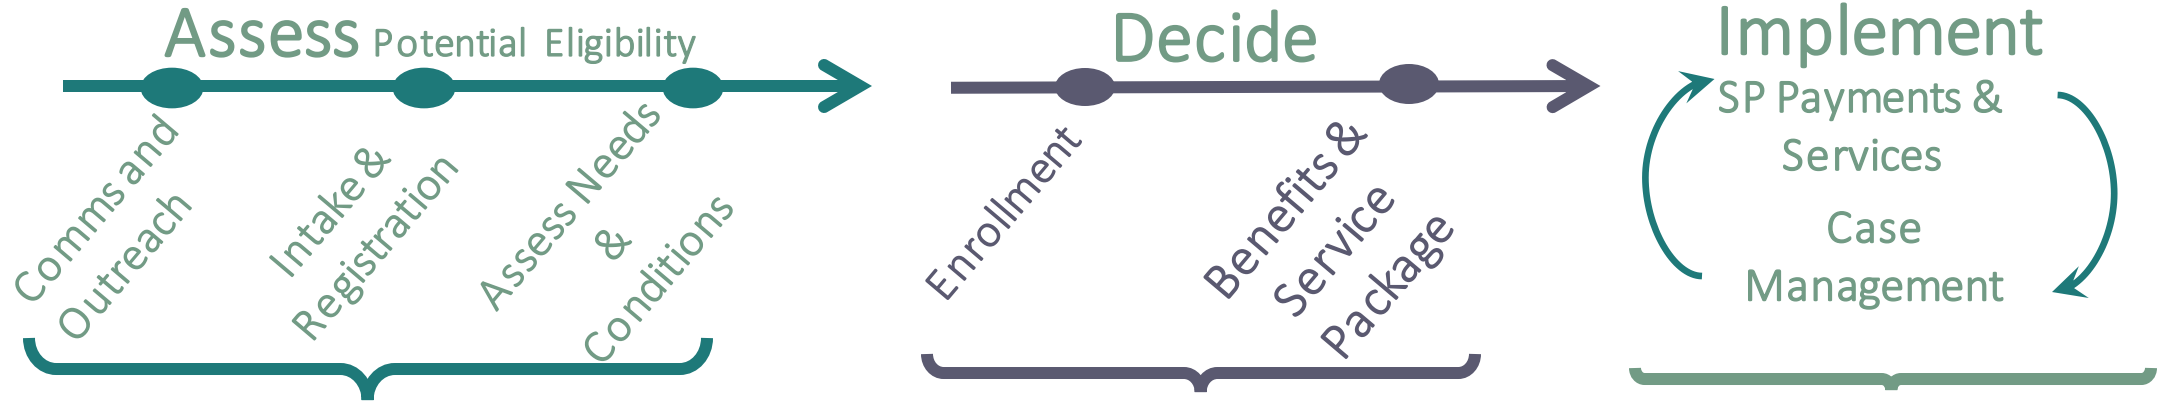 Assess Potential Eligibility
Comms and
Outreach
Intake &
Registration
Assess Needs
&
Conditions
Decide
Enrollment
Benefits &
Service
Package
Implement
SP Payments &
Services
Case
Management